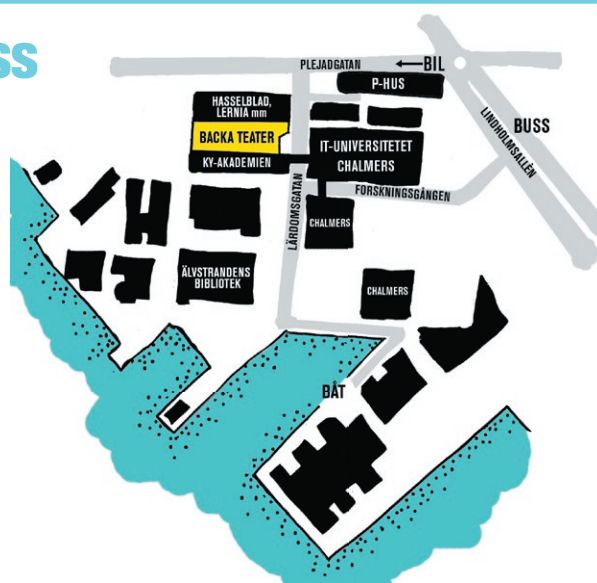 SS
PLEJADGATAN
←BIL
P-HUS
HASSELBLAD,
LERNIA mm
BACKA TEATER
KY-AKADEMIEN
IT-UNIVERSITETET
CHALMERS
BUSS
LINDHOLMSALLÈN
FORSKNINGSGÅNGEN
LÄRDOMSGATAN
CHALMERS
ÄLVSTRANDENS
BIBLIOTEK
CHALMERS
BÅT